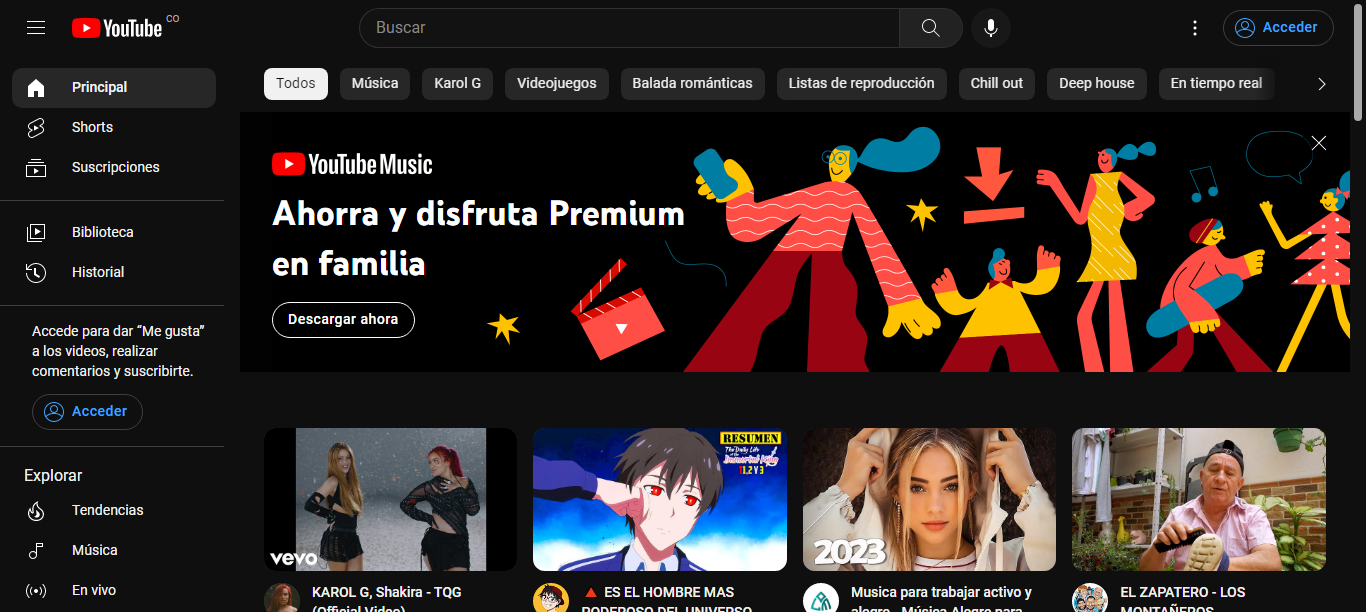 YouTube CO
Buscar
Acceder
Principal
Shorts
Suscripciones
Biblioteca
Historial
Accede para dar “Me gusta”
a los videos, realizar
comentarios y suscribirte.
Acceder
Explorar
Tendencias
Música
En vivo
Todos
Música
Karol G
Videojuegos
Balada románticas
Listas de reproducción
Chill out
Deep house
En tiempo real
YouTube Music
Ahorra y disfruta Premium
en familia
Descargar ahora
vevo
KAROL G, Shakira - TQG
(Official Video)
RESUMEN
The Daily Life
of the
Immortal King
1,2 Y 3
🔺 ES EL HOMBRE MAS
PODEROSO DEL UNIVERSO
2023
Musica para trabajar activo y
alegre - Música Alegre para
EL ZAPATERO - LOS
MONTAÑEROS